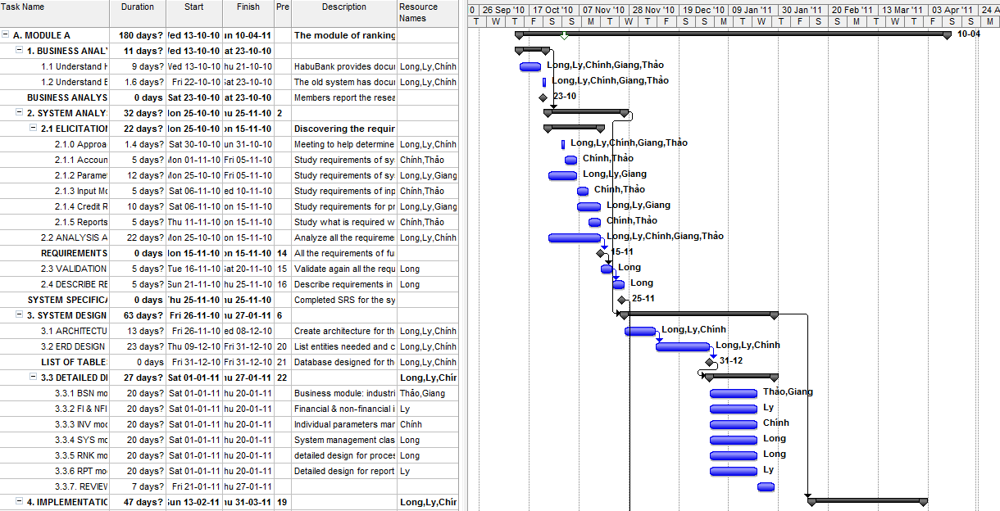 Task Name Duration Start Finish Pre Description Resource Names
0 26 Sep '10 17 Oct '10 07 Nov '10 28 Nov '10 19 Dec '10 09 Jan '11 30 Jan '11 20 Feb '11 13 Mar '11 03 Apr '11 24 A
T W T F S S M T W T F S S M T W T F S S M T W T F S M
A. MODULE A 180 days? Ved 13-10-10 un 10-04-11 The module of ranking 10-04
1. BUSINESS ANAL 11 days? Ved 13-10-10 at 23-10-10
1.1 Understand 9 days? Ved 13-10-10 hu 21-10-10 HabuBank provides docu Long,Ly,Chính Long,Ly,Chính,Giang,Thảo
1.2 Understand 1.6 days? Fri 22-10-10 at 23-10-10 The old system has docu Long,Ly,Chính Long,Ly,Chính,Giang,Thảo
BUSINESS ANALYS 0 days Sat 23-10-10 at 23-10-10 Members report the resea 23-10
2. SYSTEM ANALY 32 days? Mon 25-10-10 hu 25-11-10 2
2.1 ELICITATION 22 days? Mon 25-10-10 on 15-11-10 Discovering the requir
2.1.0 Approa 1.4 days? Sat 30-10-10 un 31-10-10 Meeting to help determine Long,Ly,Chính Long,Ly,Chính,Giang,Thảo
2.1.1 Accoun 5 days? Mon 01-11-10 Fri 05-11-10 Study requirements of sy Chính,Thảo Chính,Thảo
2.1.2 Parame 12 days? Mon 25-10-10 Fri 05-11-10 Study requirements of sy Long,Ly,Giang Long,Ly,Giang
2.1.3 Input Mo 5 days? Sat 06-11-10 ed 10-11-10 Study requirements of inp Chính,Thảo Chính,Thảo
2.1.4 Credit R 10 days? Sat 06-11-10 on 15-11-10 Study requirements for pr Long,Ly,Giang Long,Ly,Giang
2.1.5 Reports 5 days? Thu 11-11-10 on 15-11-10 Study what is required w Chính,Thảo Chính,Thảo
2.2 ANALYSIS A 22 days? Mon 25-10-10 on 15-11-10 Analyze all the requireme Long,Ly,Chính Long,Ly,Chính,Giang,Thảo
REQUIREMENTS 0 days Mon 15-11-10 on 15-11-10 14 All the requirements of fu 15-11
2.3 VALIDATION 5 days? Tue 16-11-10 at 20-11-10 15 Validate again all the requ Long Long
2.4 DESCRIBE RE 5 days? Sun 21-11-10 hu 25-11-10 16 Describe requirements in Long Long
SYSTEM SPECIFICA 0 days Thu 25-11-10 hu 25-11-10 Completed SRS for the sy 25-11
3. SYSTEM DESIGN 63 days? Fri 26-11-10 hu 27-01-11 6
3.1 ARCHITECTU 13 days? Fri 26-11-10 ed 08-12-10 Create architecture for th Long,Ly,Chính Long,Ly,Chính
3.2 ERD DESIGN 23 days? Thu 09-12-10 Fri 31-12-10 20 List entities needed and c Long,Ly,Chính Long,Ly,Chính
LIST OF TABLE 0 days Fri 31-12-10 Fri 31-12-10 21 Database designed for the Long,Ly,Chính 31-12
3.3 DETAILED DI 27 days? Sat 01-01-11 hu 27-01-11 22 Long,Ly,Chír
3.3.1 BSN mo 20 days? Sat 01-01-11 hu 20-01-11 Business module: industri Thảo,Giang Thảo,Giang
3.3.2 FI & NFI 20 days? Sat 01-01-11 hu 20-01-11 Financial & non-financial i Ly Ly
3.3.3 INV moc 20 days? Sat 01-01-11 hu 20-01-11 Individual parameters mar Chính Chính
3.3.4 SYS mo 20 days? Sat 01-01-11 hu 20-01-11 System management clas Long Long
3.3.5 RNK mo 20 days? Sat 01-01-11 hu 20-01-11 detailed design for proces Long Long
3.3.6 RPT mo 20 days? Sat 01-01-11 hu 20-01-11 Detailed design for report Ly Ly
3.3.7. REVIEW 7 days? Fri 21-01-11 hu 27-01-11
4. IMPLEMENTATIC 47 days? Sun 13-02-11 hu 31-03-11 19 Long,Ly,Chír